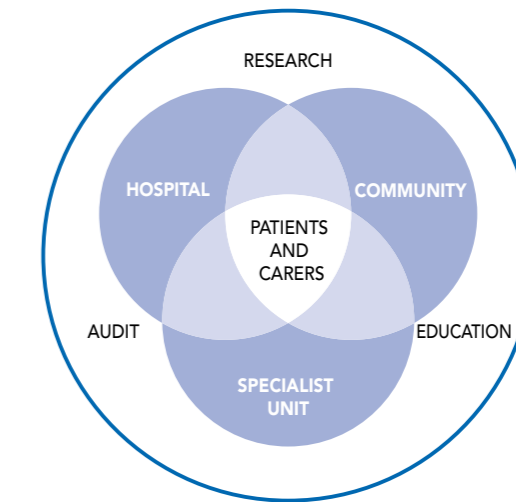 RESEARCH
HOSPITAL
COMMUNITY
PATIENTS
AND
CARERS
AUDIT
EDUCATION
SPECIALIST
UNIT